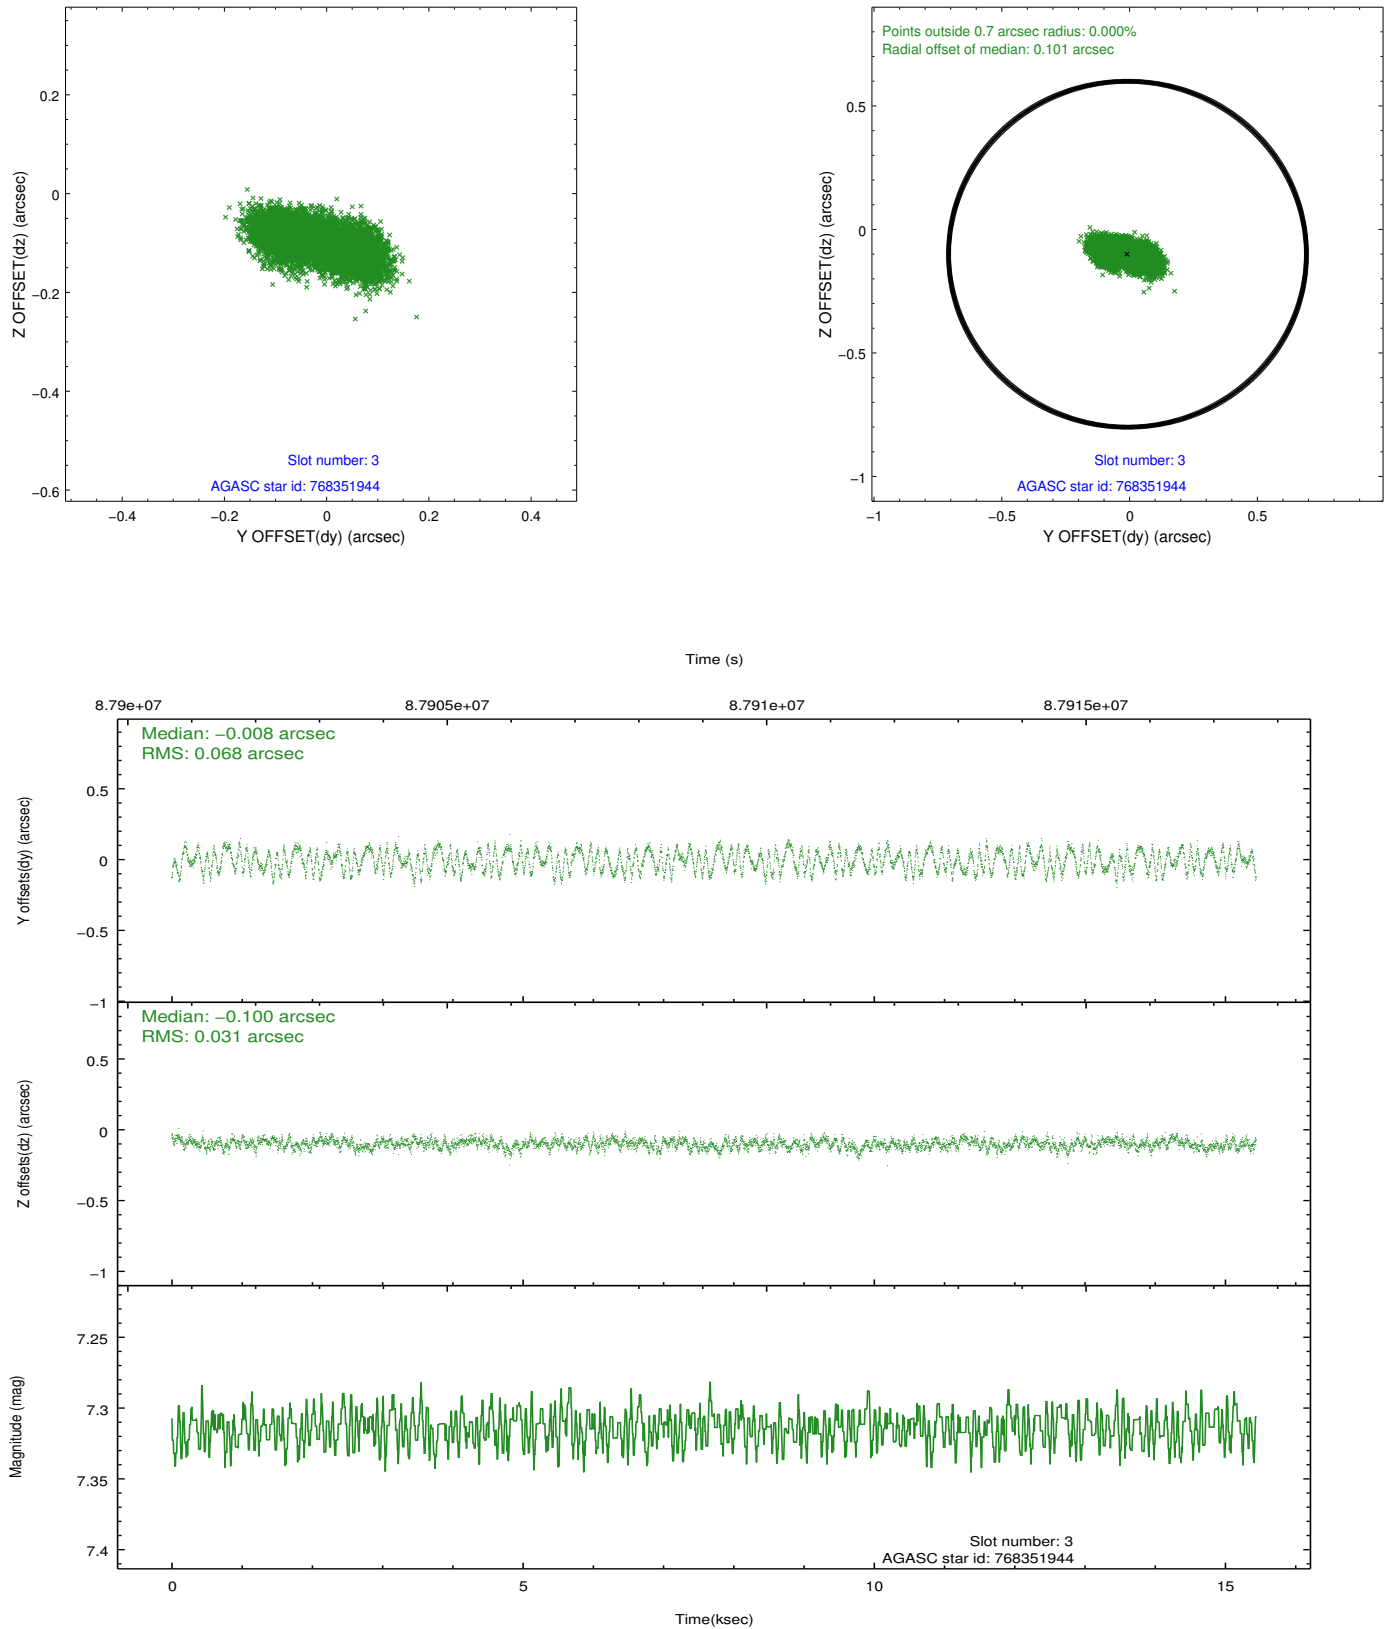 0.2
0
−0.2
−0.4
−0.6
Z OFFSET(dz) (arcsec)
Slot number: 3
AGASC star id: 768351944
−0.4 −0.2 0 0.2 0.4
Y OFFSET(dy) (arcsec)
Points outside 0.7 arcsec radius: 0.000%
Radial offset of median: 0.101 arcsec
0.5
0
−0.5
−1
Z OFFSET(dz) (arcsec)
Slot number: 3
AGASC star id: 768351944
−1 −0.5 0 0.5
Y OFFSET(dy) (arcsec)
Time (s)
8.79e+07 8.7905e+07 8.791e+07 8.7915e+07
Median: −0.008 arcsec
RMS: 0.068 arcsec
0.5
0
−0.5
−1
Y offsets(dy) (arcsec)
Median: −0.100 arcsec
RMS: 0.031 arcsec
0.5
0
−0.5
−1
Z offsets(dz) (arcsec)
7.25
7.3
7.35
7.4
Magnitude (mag)
Slot number: 3
AGASC star id: 768351944
0 5 10 15
Time(ksec)